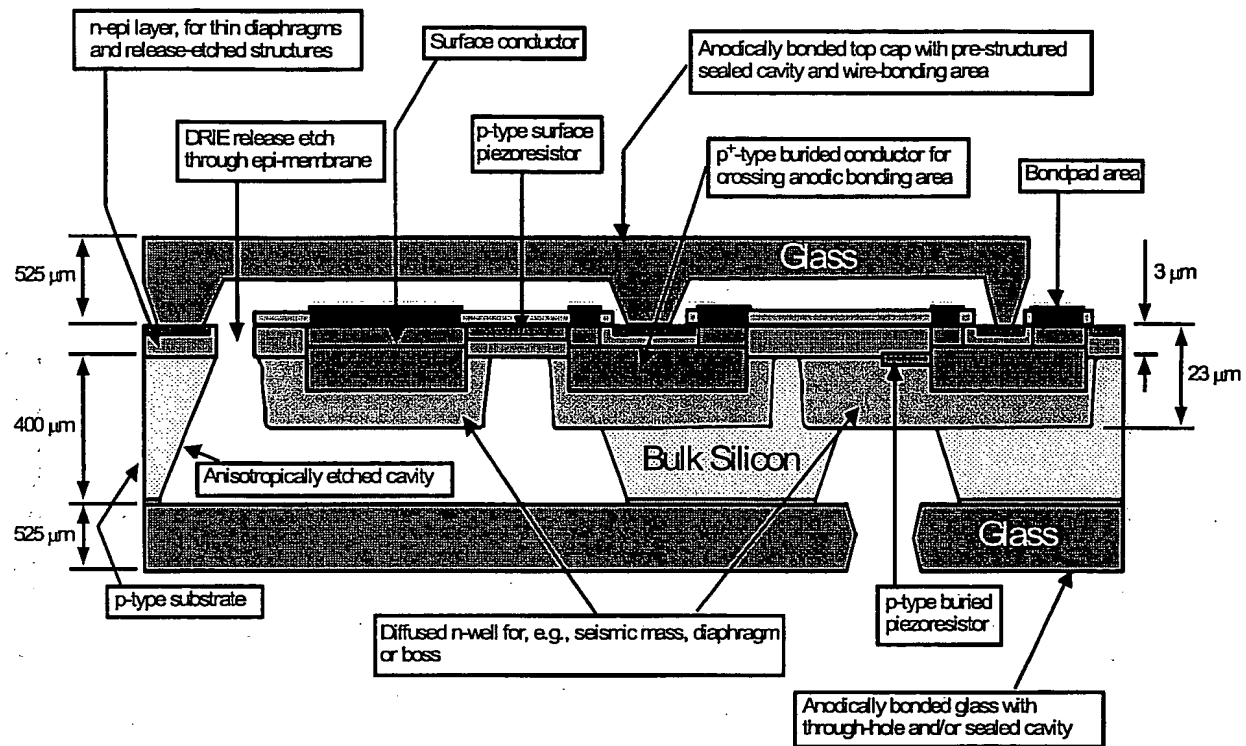 n-epi layer, for thin diaphragms
and release-etched structures
Surface conductor
Anodically bonded top cap with pre-structured
sealed cavity and wire-bonding area
DRIE release etch
through epi-membrane
p-type surface
piezoresistor
p+-type burided conductor for
crossing anodic bonding area
Bondpad area
525 µm
Glass
3 µm
23 µm
400 µm
Bulk Silicon
Anisotropically etched cavity
525 µm
Glass
p-type substrate
Diffused n-well for, e.g., seismic mass, diaphragm
or boss
p-type buried
piezoresistor
Anodically bonded glass with
through-hole and/or sealed cavity